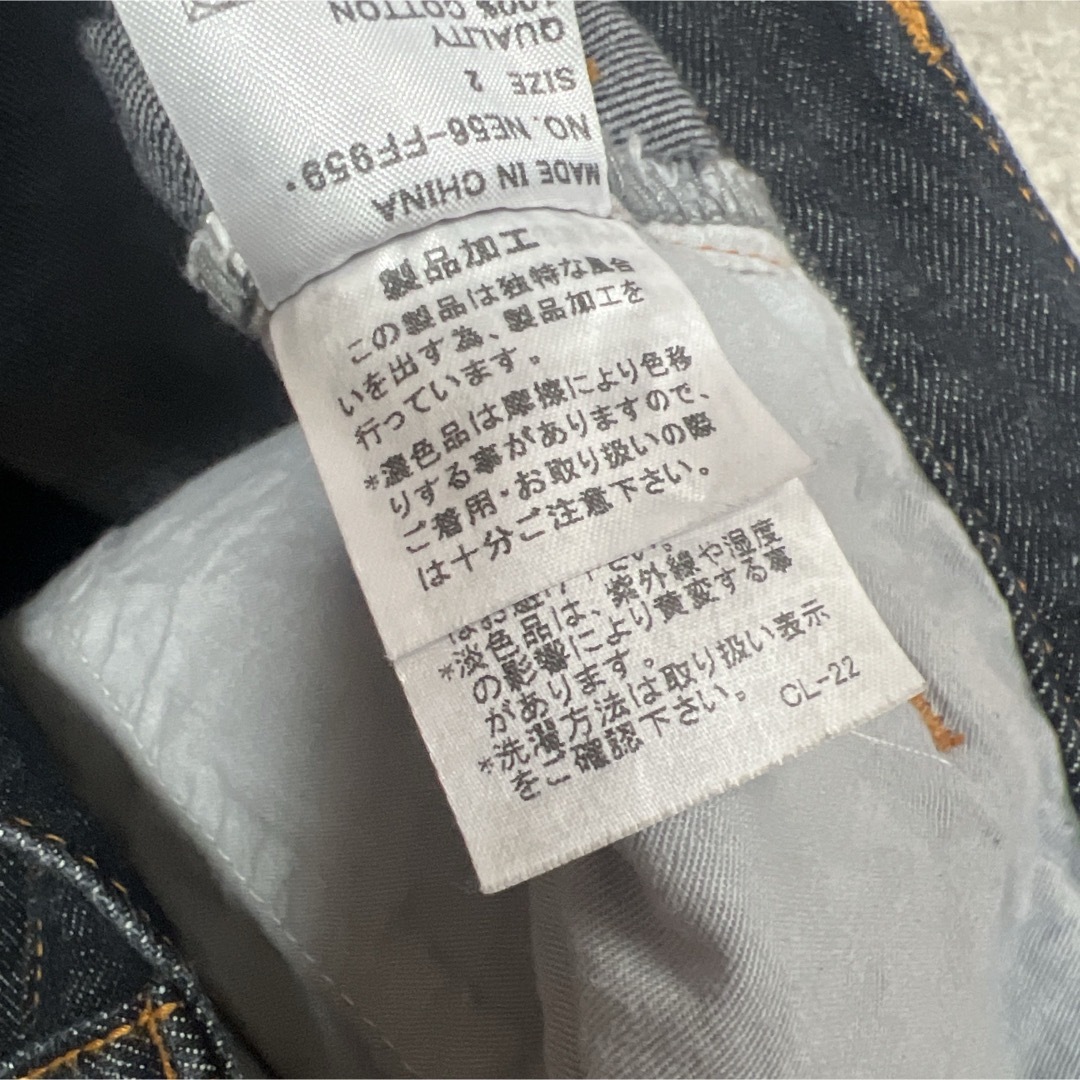 100% COTTON
QUALITY
SIZE 2
NO. NE56-FF959.
MADE IN CHINA
製品加工
この製品は独特な風合
いを出す為、製品加工を
行っています。
*濃色品は摩擦により色移
りする事がありますので、
ご着用・お取り扱いの際
は十分ご注意下さい。
*淡色品は、紫外線や湿度
の影響により黄変する事
があります。
*洗濯方法は取り扱い表示
をご確認下さい。 CL-22